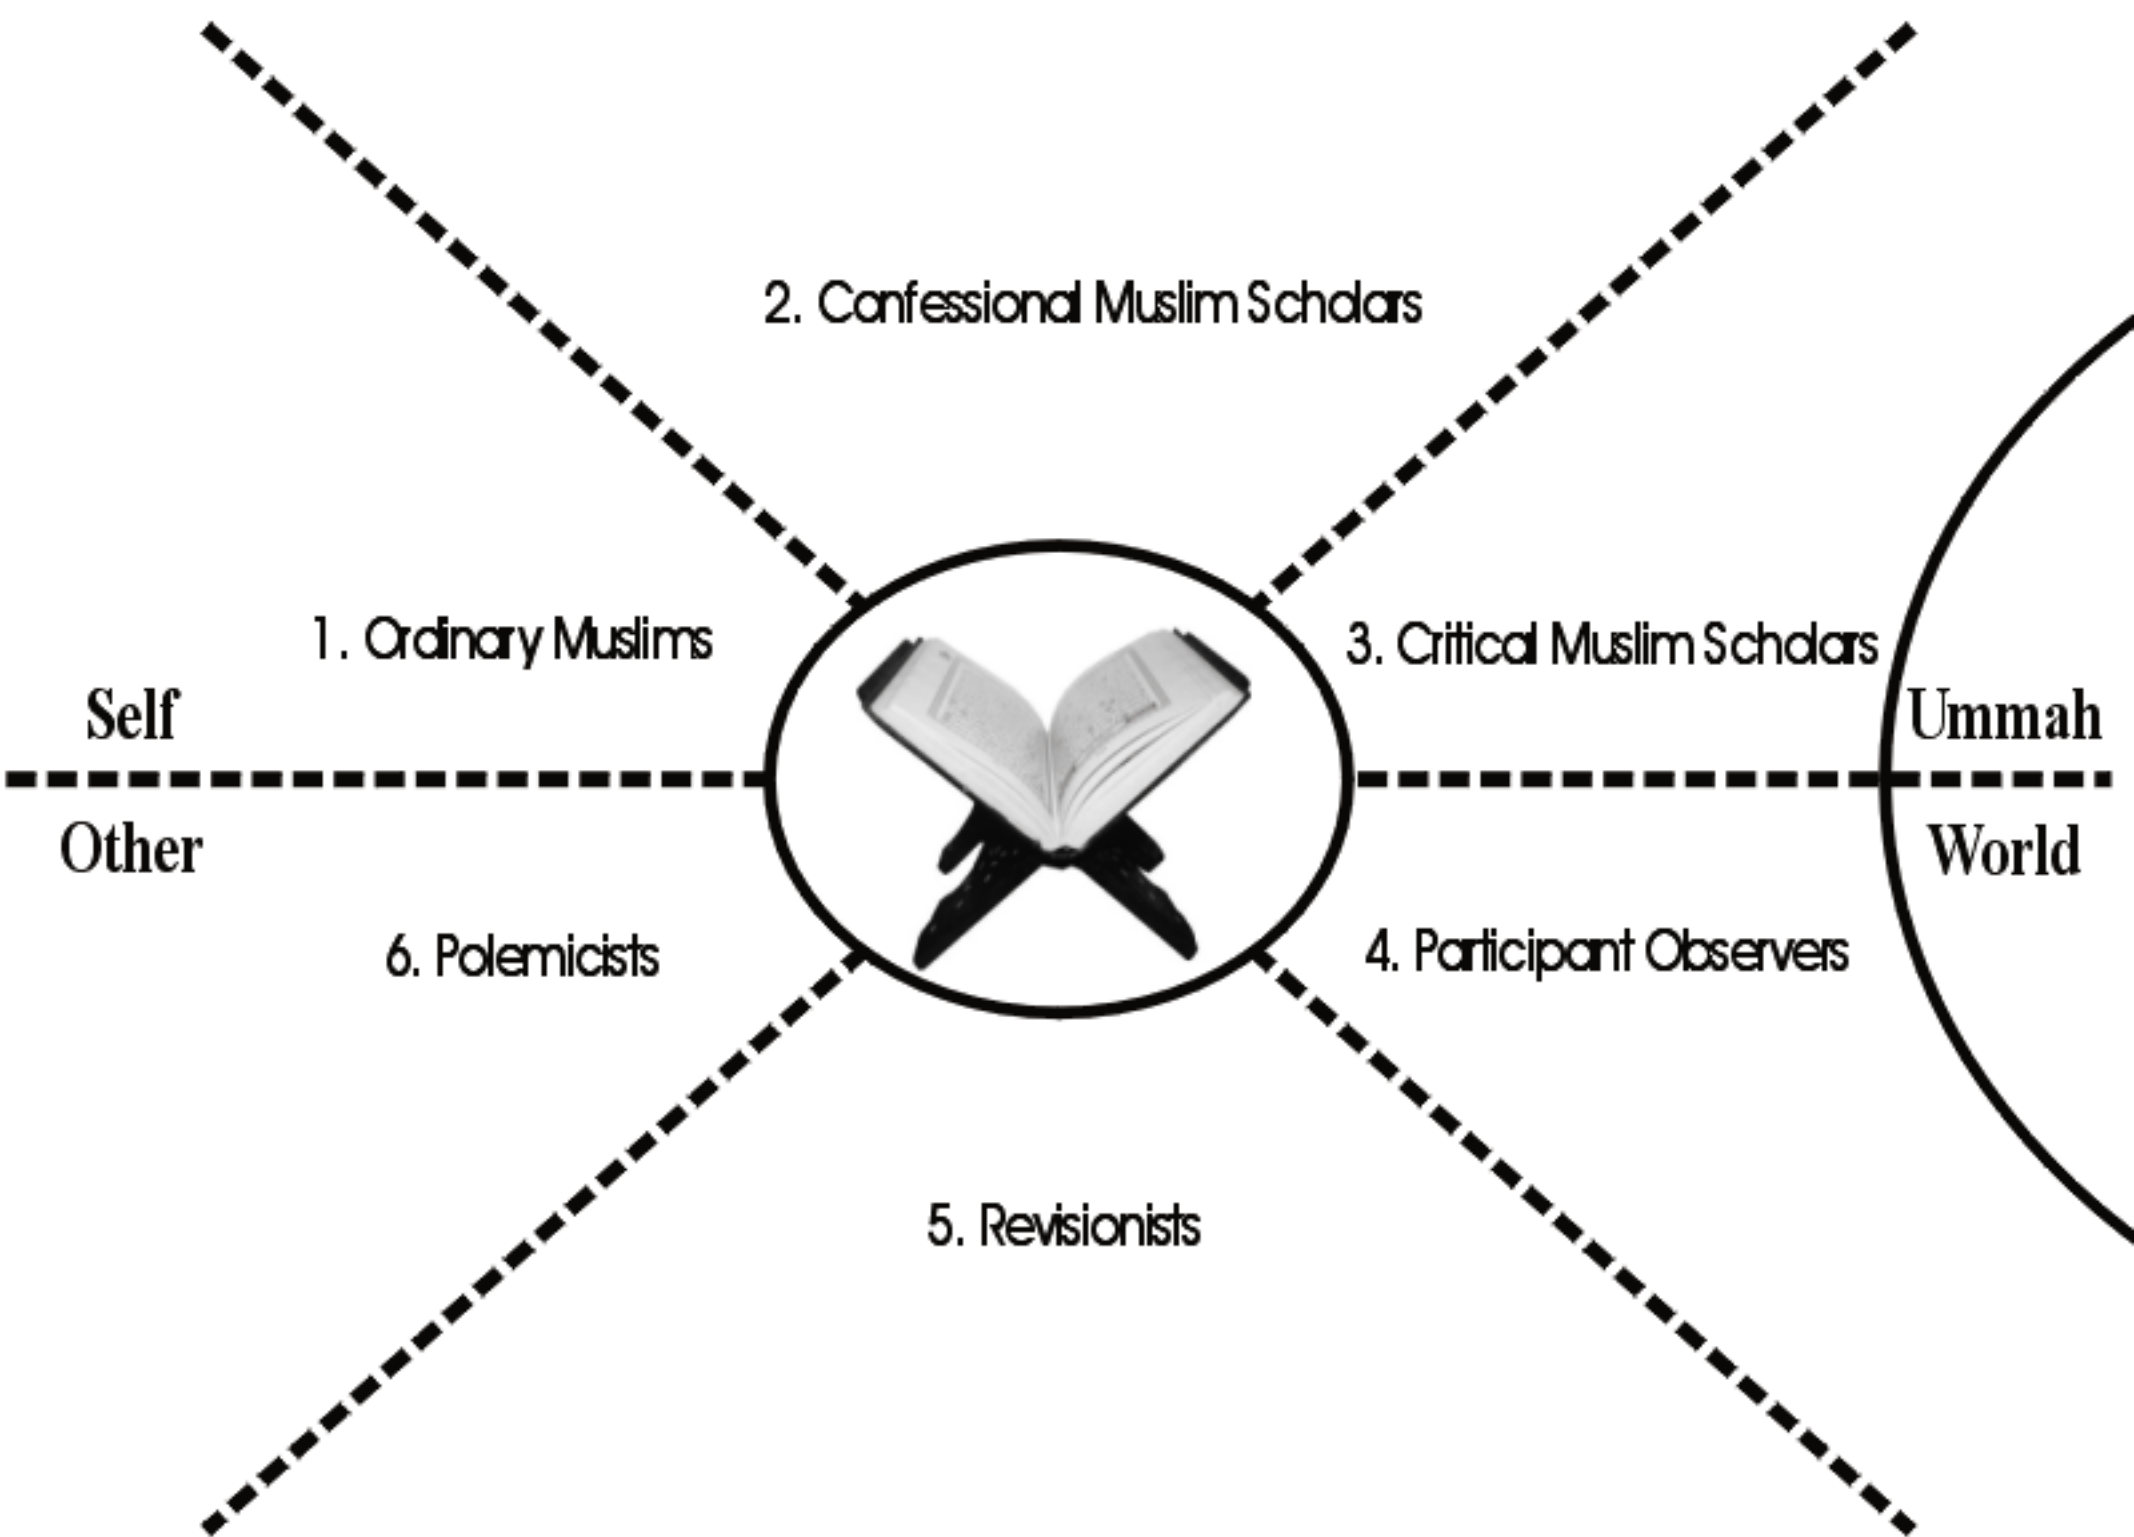 2. Confessional Muslim Scholars
1. Ordinary Muslims
3. Critical Muslim Scholars
Self
Ummah
Other
World
6. Polemicists
4. Participant Observers
5. Revisionists